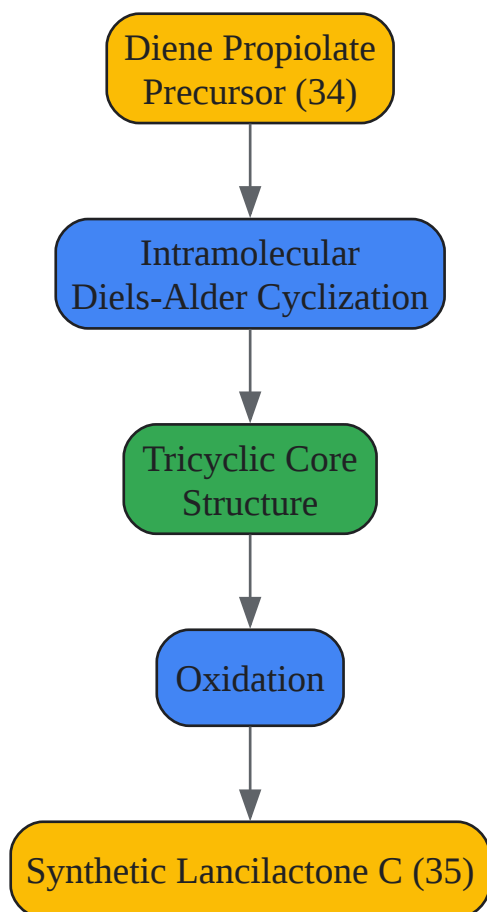 Diene Propiolate
Precursor (34)
Intramolecular
Diels-Alder Cyclization
Tricyclic Core
Structure
Oxidation
Synthetic Lancilactone C (35)